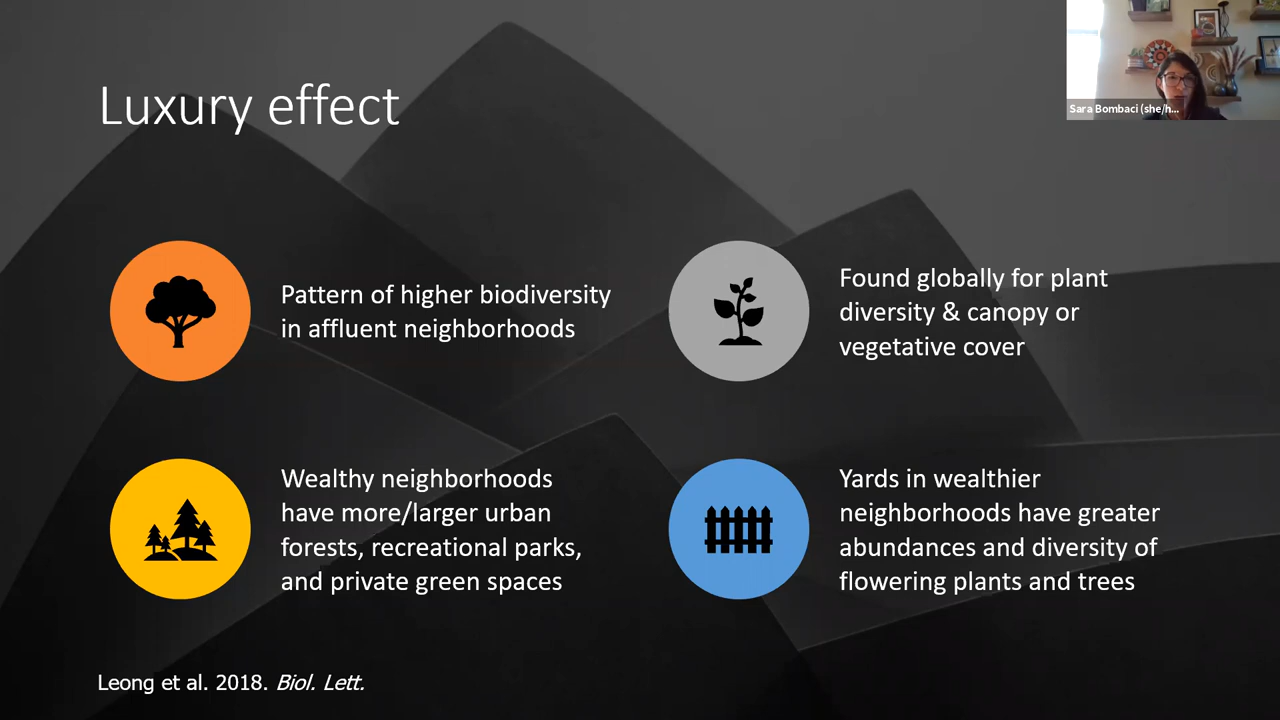 Luxury effect
Sara Bombaci (she/h...
Pattern of higher biodiversity
in affluent neighborhoods
Found globally for plant
diversity & canopy or
vegetative cover
Wealthy neighborhoods
have more/larger urban
forests, recreational parks,
and private green spaces
Yards in wealthier
neighborhoods have greater
abundances and diversity of
flowering plants and trees
Leong et al. 2018. Biol. Lett.